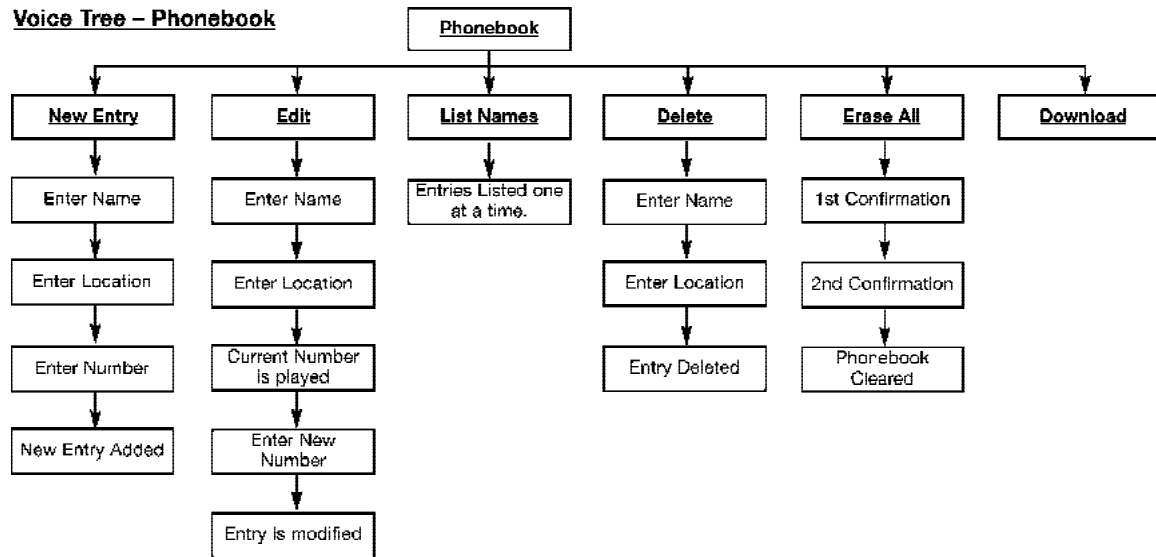 Voice Tree – Phonebook
Phonebook
New Entry
Edit
List Names
Delete
Erase All
Download
Enter Name
Enter Name
Entries Listed one
at a time.
Enter Name
1st Confirmation
Enter Location
Enter Location
Enter Location
2nd Confirmation
Enter Number
Current Number
is played
Entry Deleted
Phonebook
Cleared
New Entry Added
Enter New
Number
Entry is modified